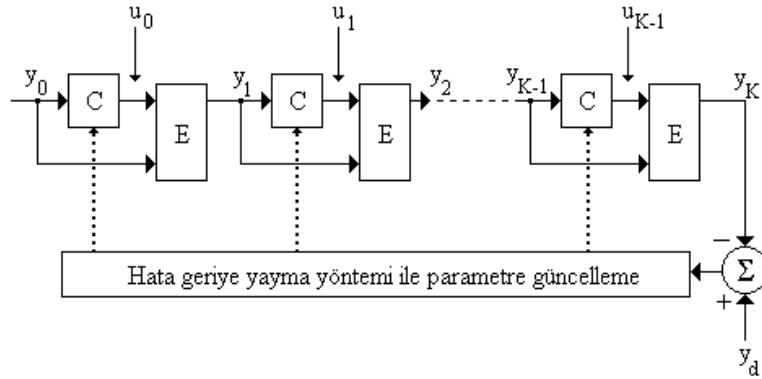 u0 u1 uK-1
y0 C y1 C y2 yK-1 C yK
E E E
−
Hata geriye yayma yöntemi ile parametre güncelleme Σ
+
yd